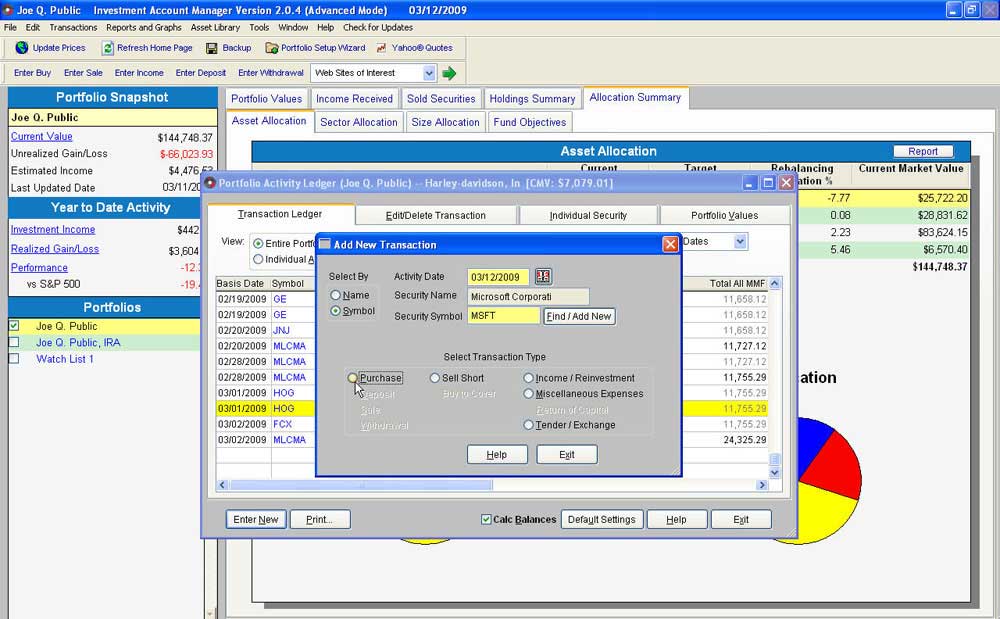 Joe Q. Public   Investment Account Manager Version 2.0.4 (Advanced Mode)   03/12/2009
File  Edit  Transactions  Reports and Graphs  Asset Library  Tools  Window  Help  Check for Updates
Update Prices  Refresh Home Page  Backup  Portfolio Setup Wizard  Yahoo® Quotes
Enter Buy  Enter Sale  Enter Income  Enter Deposit  Enter Withdrawal  Web Sites of Interest
Portfolio Snapshot
Joe Q. Public
Current Value  $144,748.37
Unrealized Gain/Loss  $-66,023.93
Estimated Income  $4,476.6
Last Updated Date  03/11/20
Year to Date Activity
Investment Income  $442
Realized Gain/Loss  $3,604
Performance  -12.
vs S&P 500  -19.
Portfolios
Joe Q. Public
Joe Q. Public, IRA
Watch List 1
Portfolio Values  Income Received  Sold Securities  Holdings Summary  Allocation Summary
Asset Allocation  Sector Allocation  Size Allocation  Fund Objectives
Asset Allocation  Report
Current  Target  Rebalancing  Current Market Value
ation %
-7.77  $25,722.20
0.08  $28,831.62
2.23  $83,624.15
5.46  $6,570.40
$144,748.37
ation
Portfolio Activity Ledger (Joe Q. Public) -- Harley-davidson, In [CMV: $7,079.01]
Transaction Ledger  Edit/Delete Transaction  Individual Security  Portfolio Values
View:  Entire Portfo  Dates
Individual A
Basis Date  Symbol  Total All MMF
02/19/2009  GE  11,658.12
02/19/2009  GE  11,658.12
02/20/2009  JNJ  11,658.12
02/20/2009  MLCMA  11,727.12
02/28/2009  MLCMA  11,727.12
02/28/2009  MLCMA  11,755.29
03/01/2009  HOG  11,755.29
03/01/2009  HOG  11,755.29
03/02/2009  FCX  11,755.29
03/02/2009  MLCMA  24,325.29
Enter New  Print...  Calc Balances  Default Settings  Help  Exit
Add New Transaction
Select By  Activity Date  03/12/2009
Name  Security Name  Microsoft Corporati
Symbol  Security Symbol  MSFT  Find / Add New
Select Transaction Type
Purchase  Sell Short  Income / Reinvestment
Deposit  Buy to Cover  Miscellaneous Expenses
Sale  Return of Capital
Withdrawal  Tender / Exchange
Help  Exit